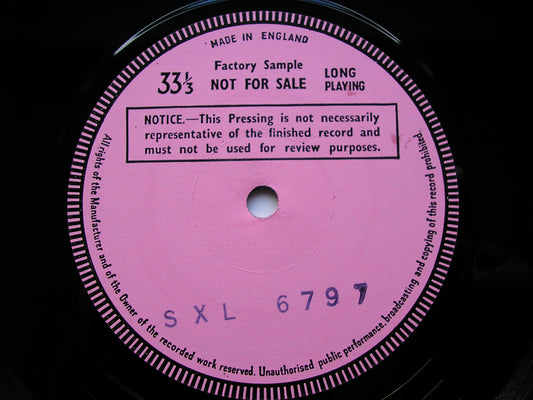 MADE IN ENGLAND
Factory Sample
33⅓ NOT FOR SALE LONG PLAYING
NOTICE.—This Pressing is not necessarily
representative of the finished record and
must not be used for review purposes.
All rights of the Manufacturer and of the Owner of the recorded work reserved. Unauthorised public performance, broadcasting and copying of this record prohibited.
SXL 6797